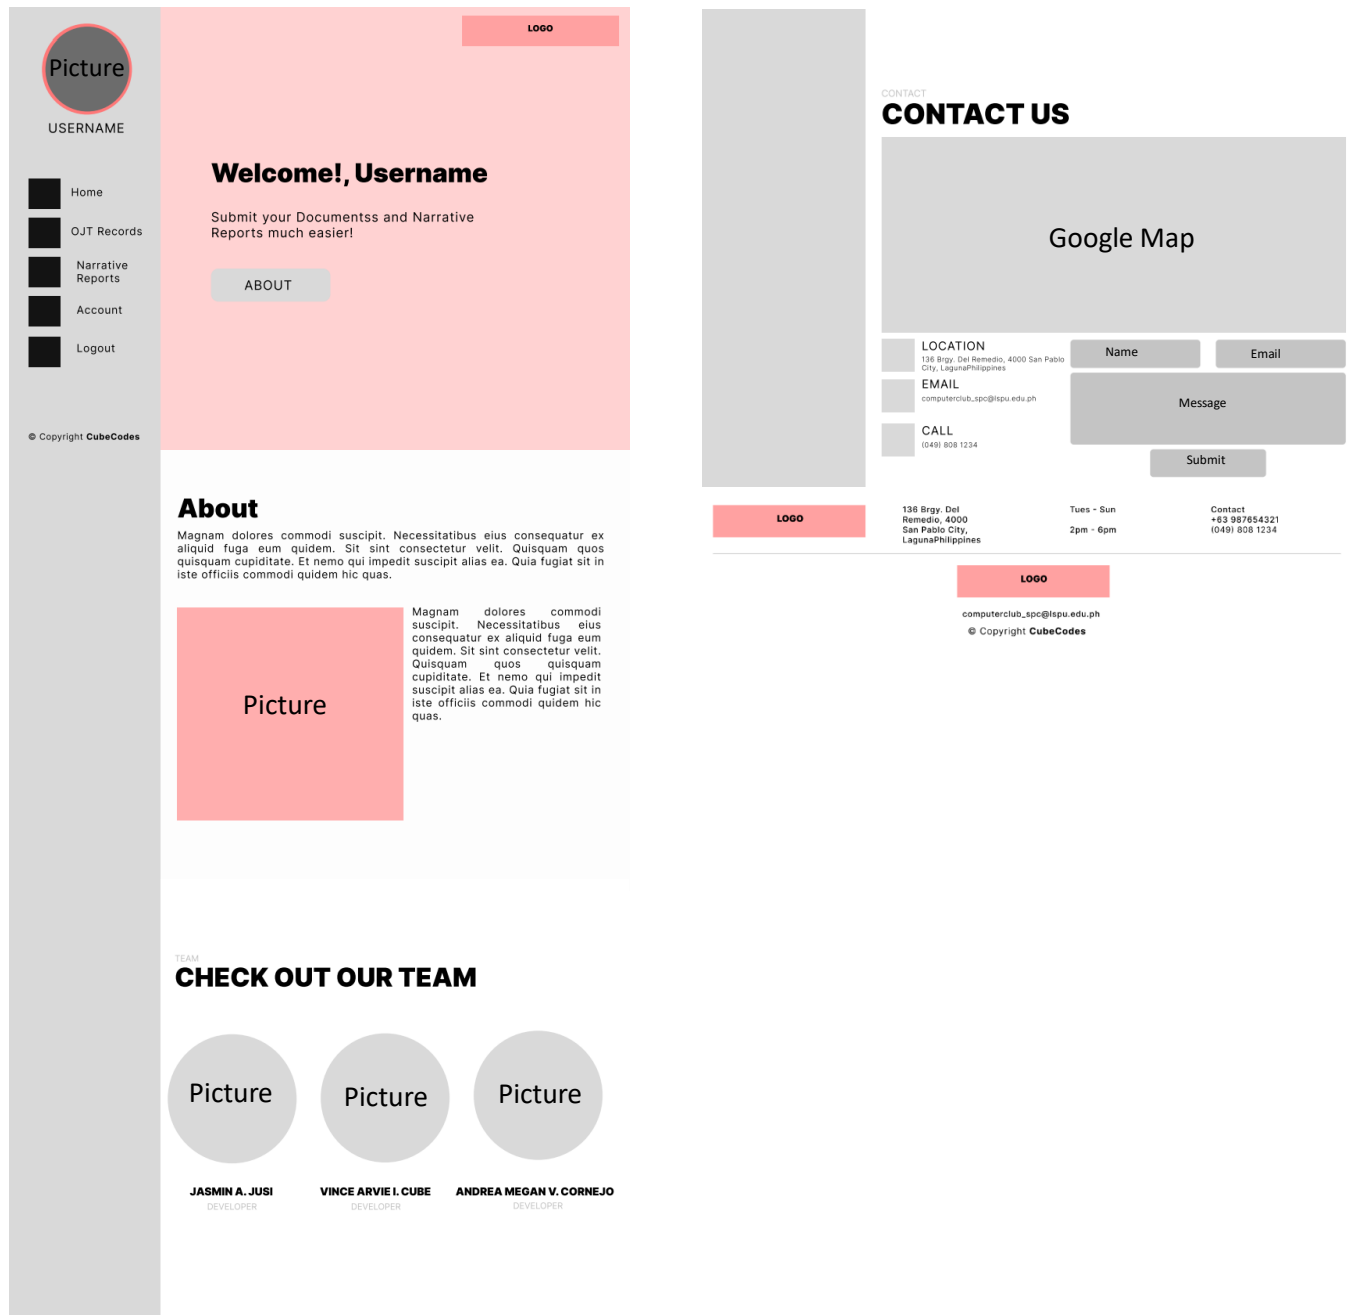 Picture
USERNAME
Home
OJT Records
Narrative
Reports
Account
Logout
© Copyright CubeCodes
LOGO
Welcome!, Username
Submit your Documentss and Narrative
Reports much easier!
ABOUT
About
Magnam dolores commodi suscipit. Necessitatibus eius consequatur ex
aliquid fuga eum quidem. Sit sint consectetur velit. Quisquam quos
quisquam cupiditate. Et nemo qui impedit suscipit alias ea. Quia fugiat sit in
iste officiis commodi quidem hic quas.
Picture
Magnam dolores commodi
suscipit. Necessitatibus eius
consequatur ex aliquid fuga eum
quidem. Sit sint consectetur velit.
Quisquam quos quisquam
cupiditate. Et nemo qui impedit
suscipit alias ea. Quia fugiat sit in
iste officiis commodi quidem hic
quas.
TEAM
CHECK OUT OUR TEAM
Picture
Picture
Picture
JASMIN A. JUSI
DEVELOPER
VINCE ARVIE I. CUBE
DEVELOPER
ANDREA MEGAN V. CORNEJO
DEVELOPER
CONTACT
CONTACT US
Google Map
LOCATION
136 Brgy. Del Remedio, 4000 San Pablo
City, LagunaPhilippines
EMAIL
computerclub_spc@lspu.edu.ph
CALL
(049) 808 1234
Name
Email
Message
Submit
LOGO
136 Brgy. Del
Remedio, 4000
San Pablo City,
LagunaPhilippines
Tues - Sun
2pm - 6pm
Contact
+63 987654321
(049) 808 1234
LOGO
computerclub_spc@lspu.edu.ph
© Copyright CubeCodes